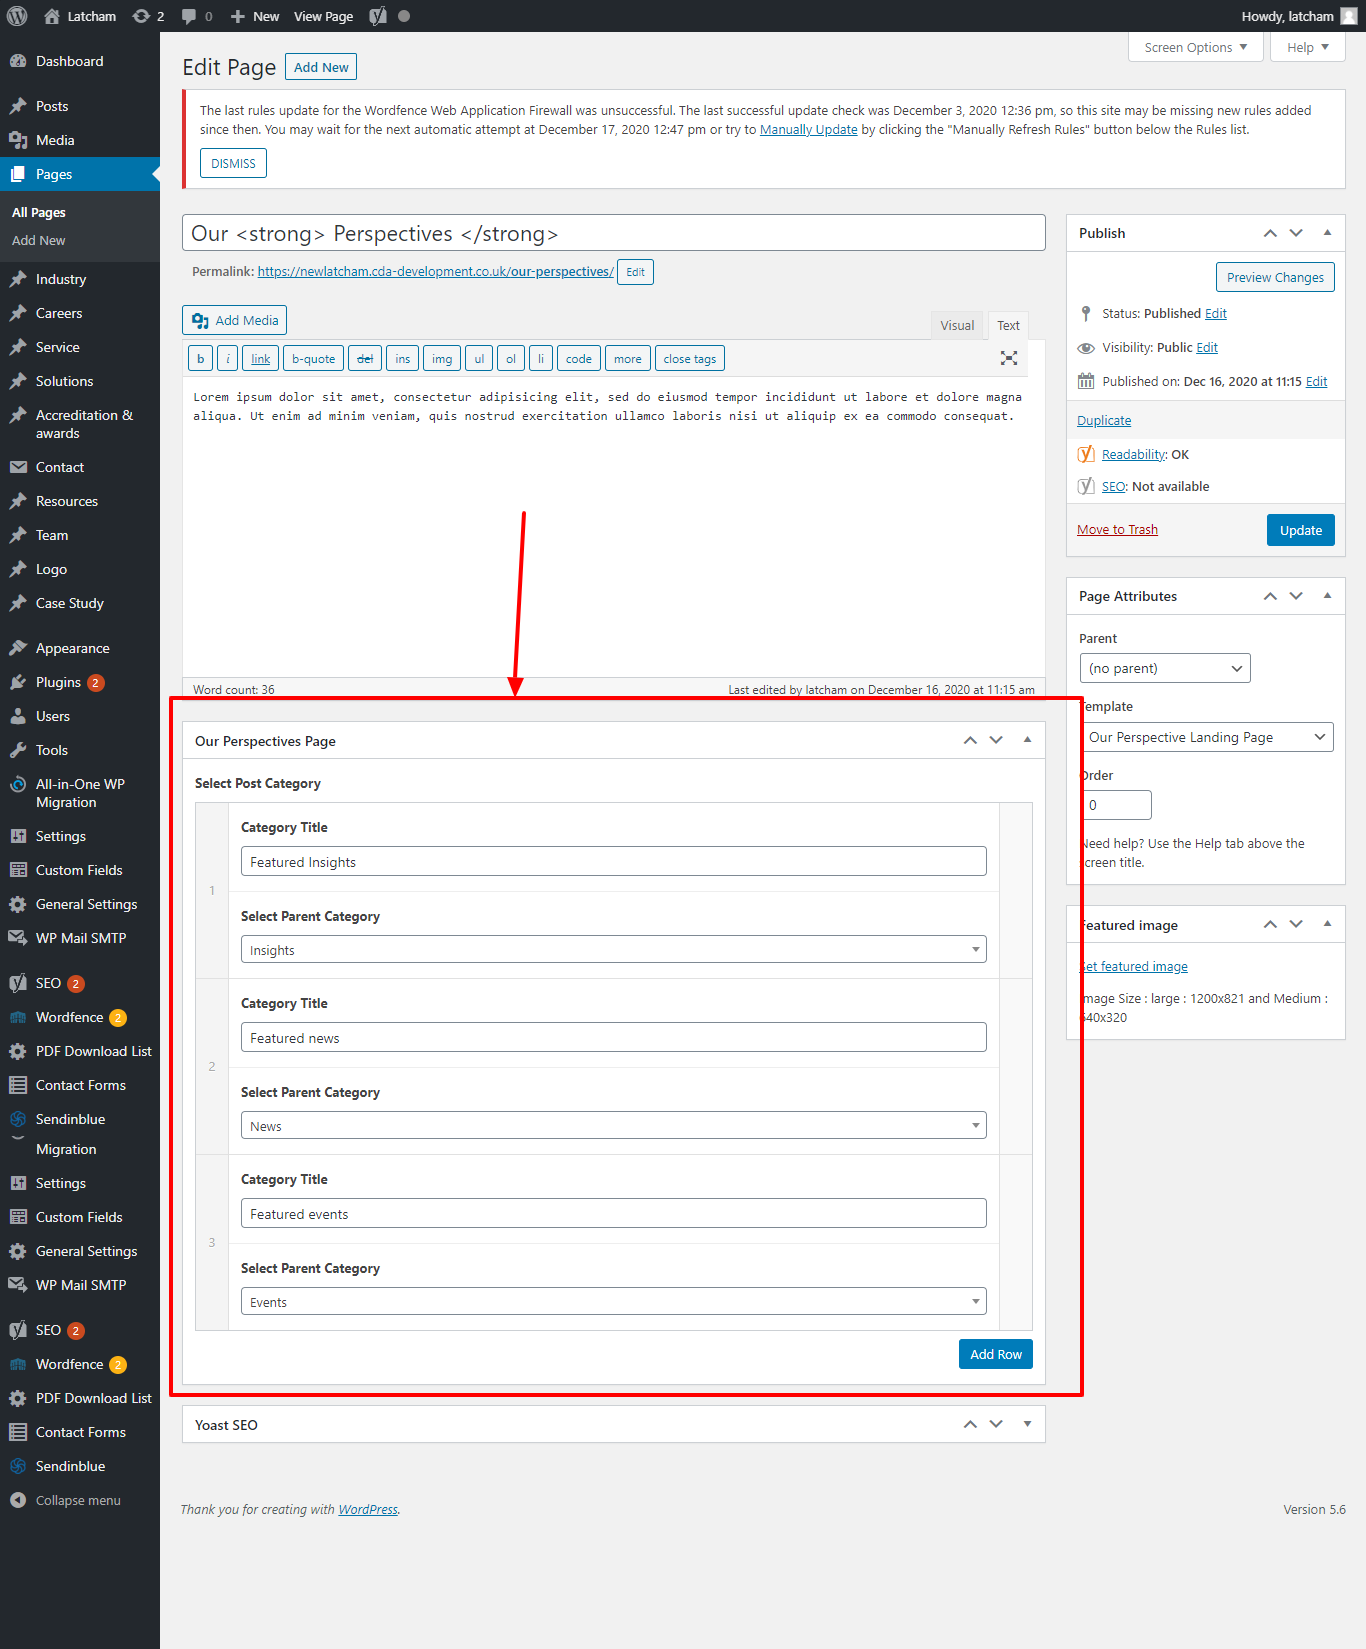 Latcham 2 0 New View Page Howdy, latcham
Dashboard
Posts
Media
Pages
All Pages
Add New
Industry
Careers
Service
Solutions
Accreditation &
awards
Contact
Resources
Team
Logo
Case Study
Appearance
Plugins 2
Users
Tools
All-in-One WP
Migration
Settings
Custom Fields
General Settings
WP Mail SMTP
SEO 2
Wordfence 2
PDF Download List
Contact Forms
Sendinblue
Migration
Settings
Custom Fields
General Settings
WP Mail SMTP
SEO 2
Wordfence 2
PDF Download List
Contact Forms
Sendinblue
Collapse menu
Screen Options Help
Edit Page Add New
The last rules update for the Wordfence Web Application Firewall was unsuccessful. The last successful update check was December 3, 2020 12:36 pm, so this site may be missing new rules added
since then. You may wait for the next automatic attempt at December 17, 2020 12:47 pm or try to Manually Update by clicking the "Manually Refresh Rules" button below the Rules list.
DISMISS
Our <strong> Perspectives </strong>
Permalink: https://newlatcham.cda-development.co.uk/our-perspectives/ Edit
Add Media
Visual Text
b i link b-quote del ins img ul ol li code more close tags
Lorem ipsum dolor sit amet, consectetur adipisicing elit, sed do eiusmod tempor incididunt ut labore et dolore magna
aliqua. Ut enim ad minim veniam, quis nostrud exercitation ullamco laboris nisi ut aliquip ex ea commodo consequat.
Word count: 36 Last edited by latcham on December 16, 2020 at 11:15 am
Our Perspectives Page
Select Post Category
1
Category Title
Featured Insights
Select Parent Category
Insights
2
Category Title
Featured news
Select Parent Category
News
3
Category Title
Featured events
Select Parent Category
Events
Add Row
Yoast SEO
Publish
Preview Changes
Status: Published Edit
Visibility: Public Edit
Published on: Dec 16, 2020 at 11:15 Edit
Duplicate
Readability: OK
SEO: Not available
Move to Trash Update
Page Attributes
Parent
(no parent)
Template
Our Perspective Landing Page
Order
0
Need help? Use the Help tab above the
screen title.
Featured image
Set featured image
Image Size : large : 1200x821 and Medium :
640x320
Thank you for creating with WordPress.
Version 5.6